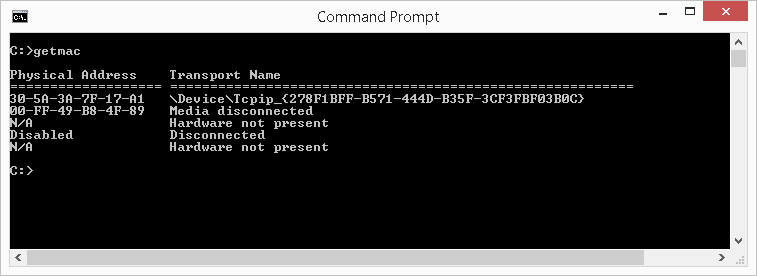 Command Prompt
C:\.
C:>getmac
Physical Address    Transport Name
=================== ==========================================================
30-5A-3A-7F-17-A1   \Device\Tcpip_{278F1BFF-B571-444D-B35F-3CF3FBF03B0C}
00-FF-49-B8-4F-89   Media disconnected
N/A                 Hardware not present
Disabled            Disconnected
N/A                 Hardware not present
C:>